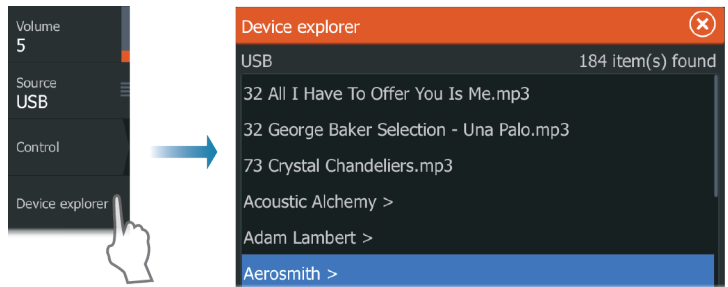 Volume
5
Source
USB
Control
Device explorer
Device explorer
USB 184 item(s) found
32 All I Have To Offer You Is Me.mp3
32 George Baker Selection - Una Palo.mp3
73 Crystal Chandeliers.mp3
Acoustic Alchemy >
Adam Lambert >
Aerosmith >